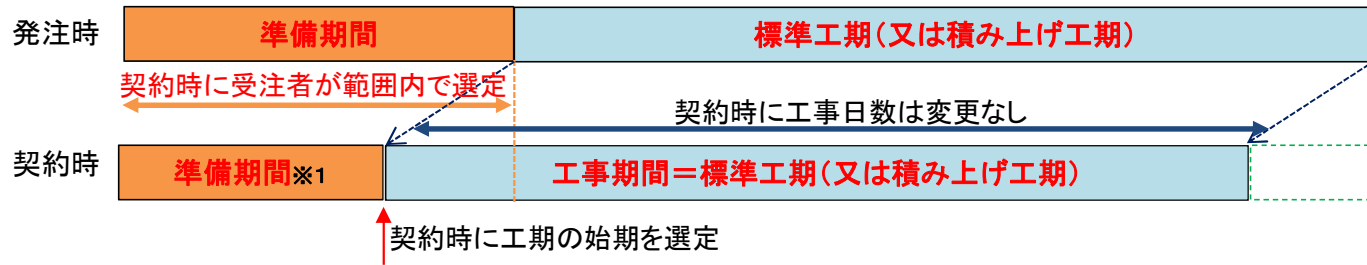 発注時
準備期間
標準工期(又は積み上げ工期)
契約時に受注者が範囲内で選定
契約時に工事日数は変更なし
契約時
準備期間※1
工事期間＝標準工期(又は積み上げ工期)
契約時に工期の始期を選定